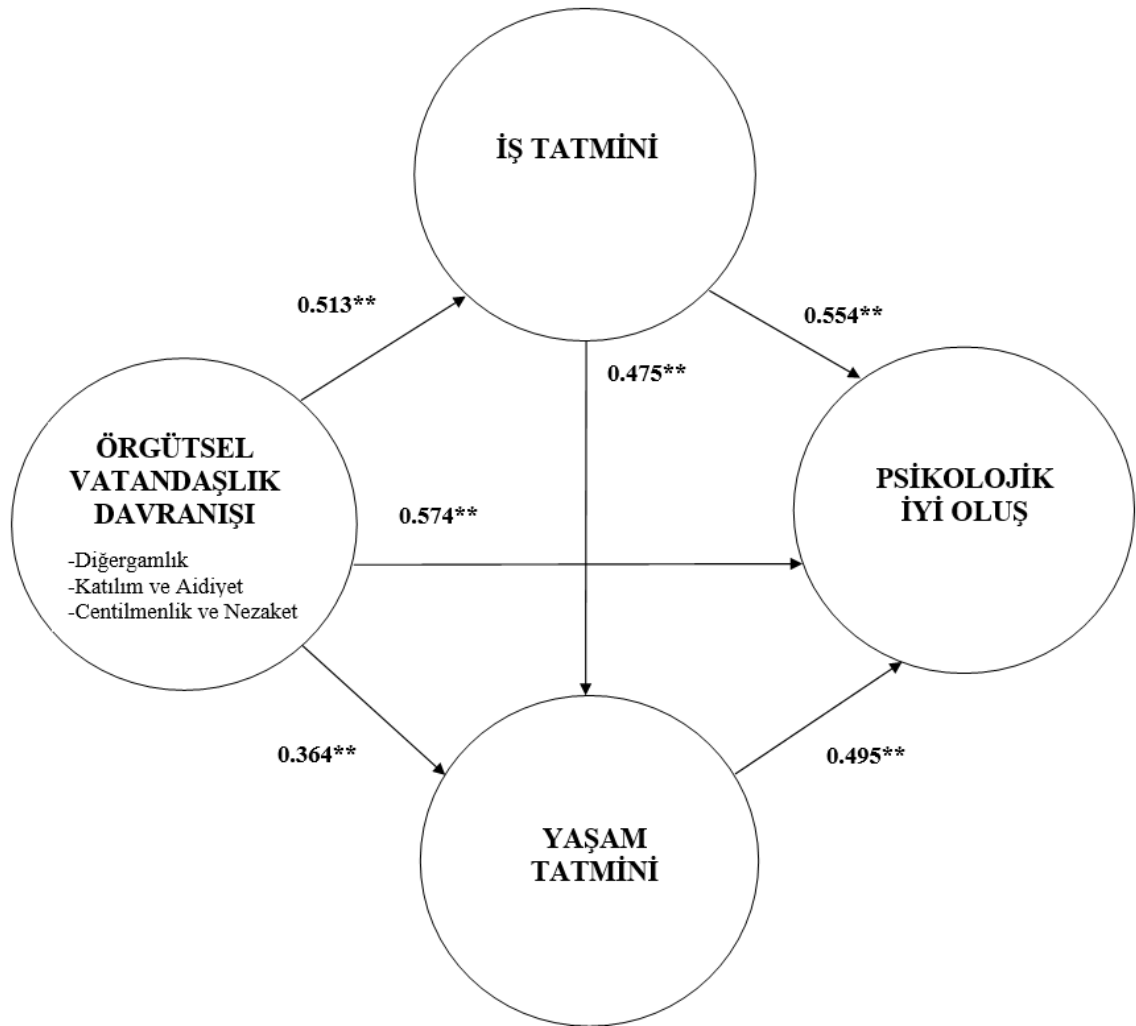 İŞ TATMİNİ
0.513**
0.554**
0.475**
ÖRGÜTSEL
VATANDAŞLIK
DAVRANIŞI
-Diğergamlık
-Katılım ve Aidiyet
-Centilmenlik ve Nezaket
0.574**
PSİKOLOJİK
İYİ OLUŞ
0.364**
0.495**
YAŞAM
TATMİNİ